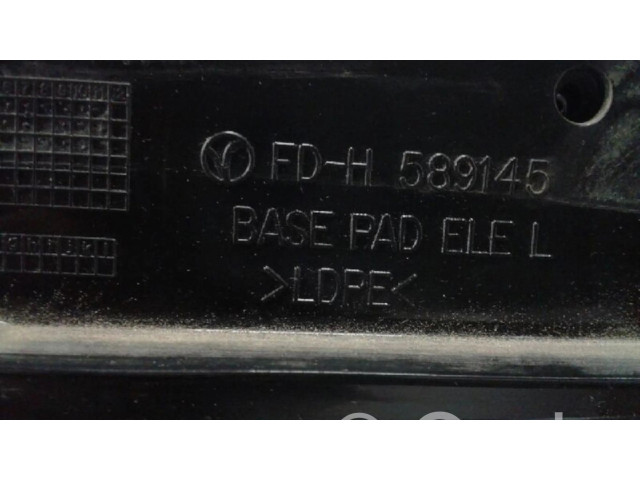 FD-H 589145
BASE PAD ELE L
>LDPE<